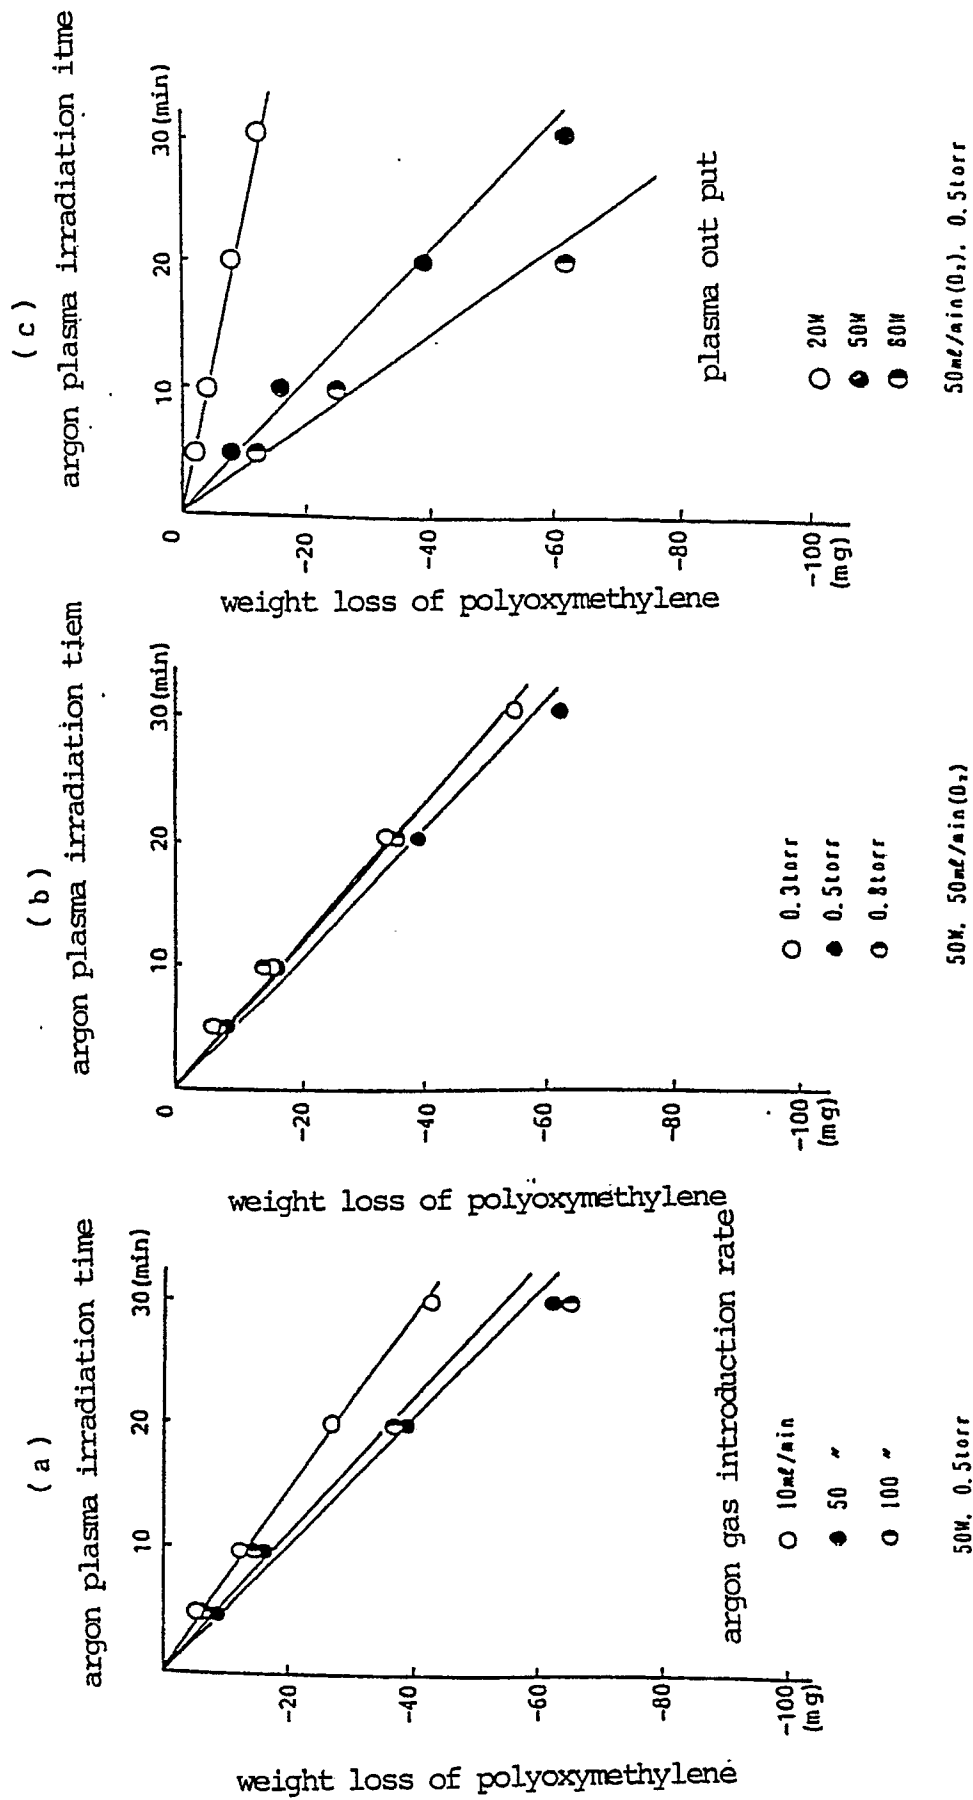 (a)
argon plasma irradiation time
10
20
30(min)
-20
-40
-60
-100
(mg)
weight loss of polyoxymethylene
argon gas introduction rate
10mℓ/min
50 〃
100 〃
50W, 0.5torr
(b)
argon plasma irradiation tiem
0
10
20
30(min)
-20
-40
-60
-80
-100
(mg)
weight loss of polyoxymethylene
0.3torr
0.5torr
0.8torr
50W, 50mℓ/min(O₂)
(c)
argon plasma irradiation itme
0
10
20
30(min)
-20
-40
-60
-80
-100
(mg)
weight loss of polyoxymethylene
plasma out put
20W
50W
80W
50mℓ/min(O₂), 0.5torr